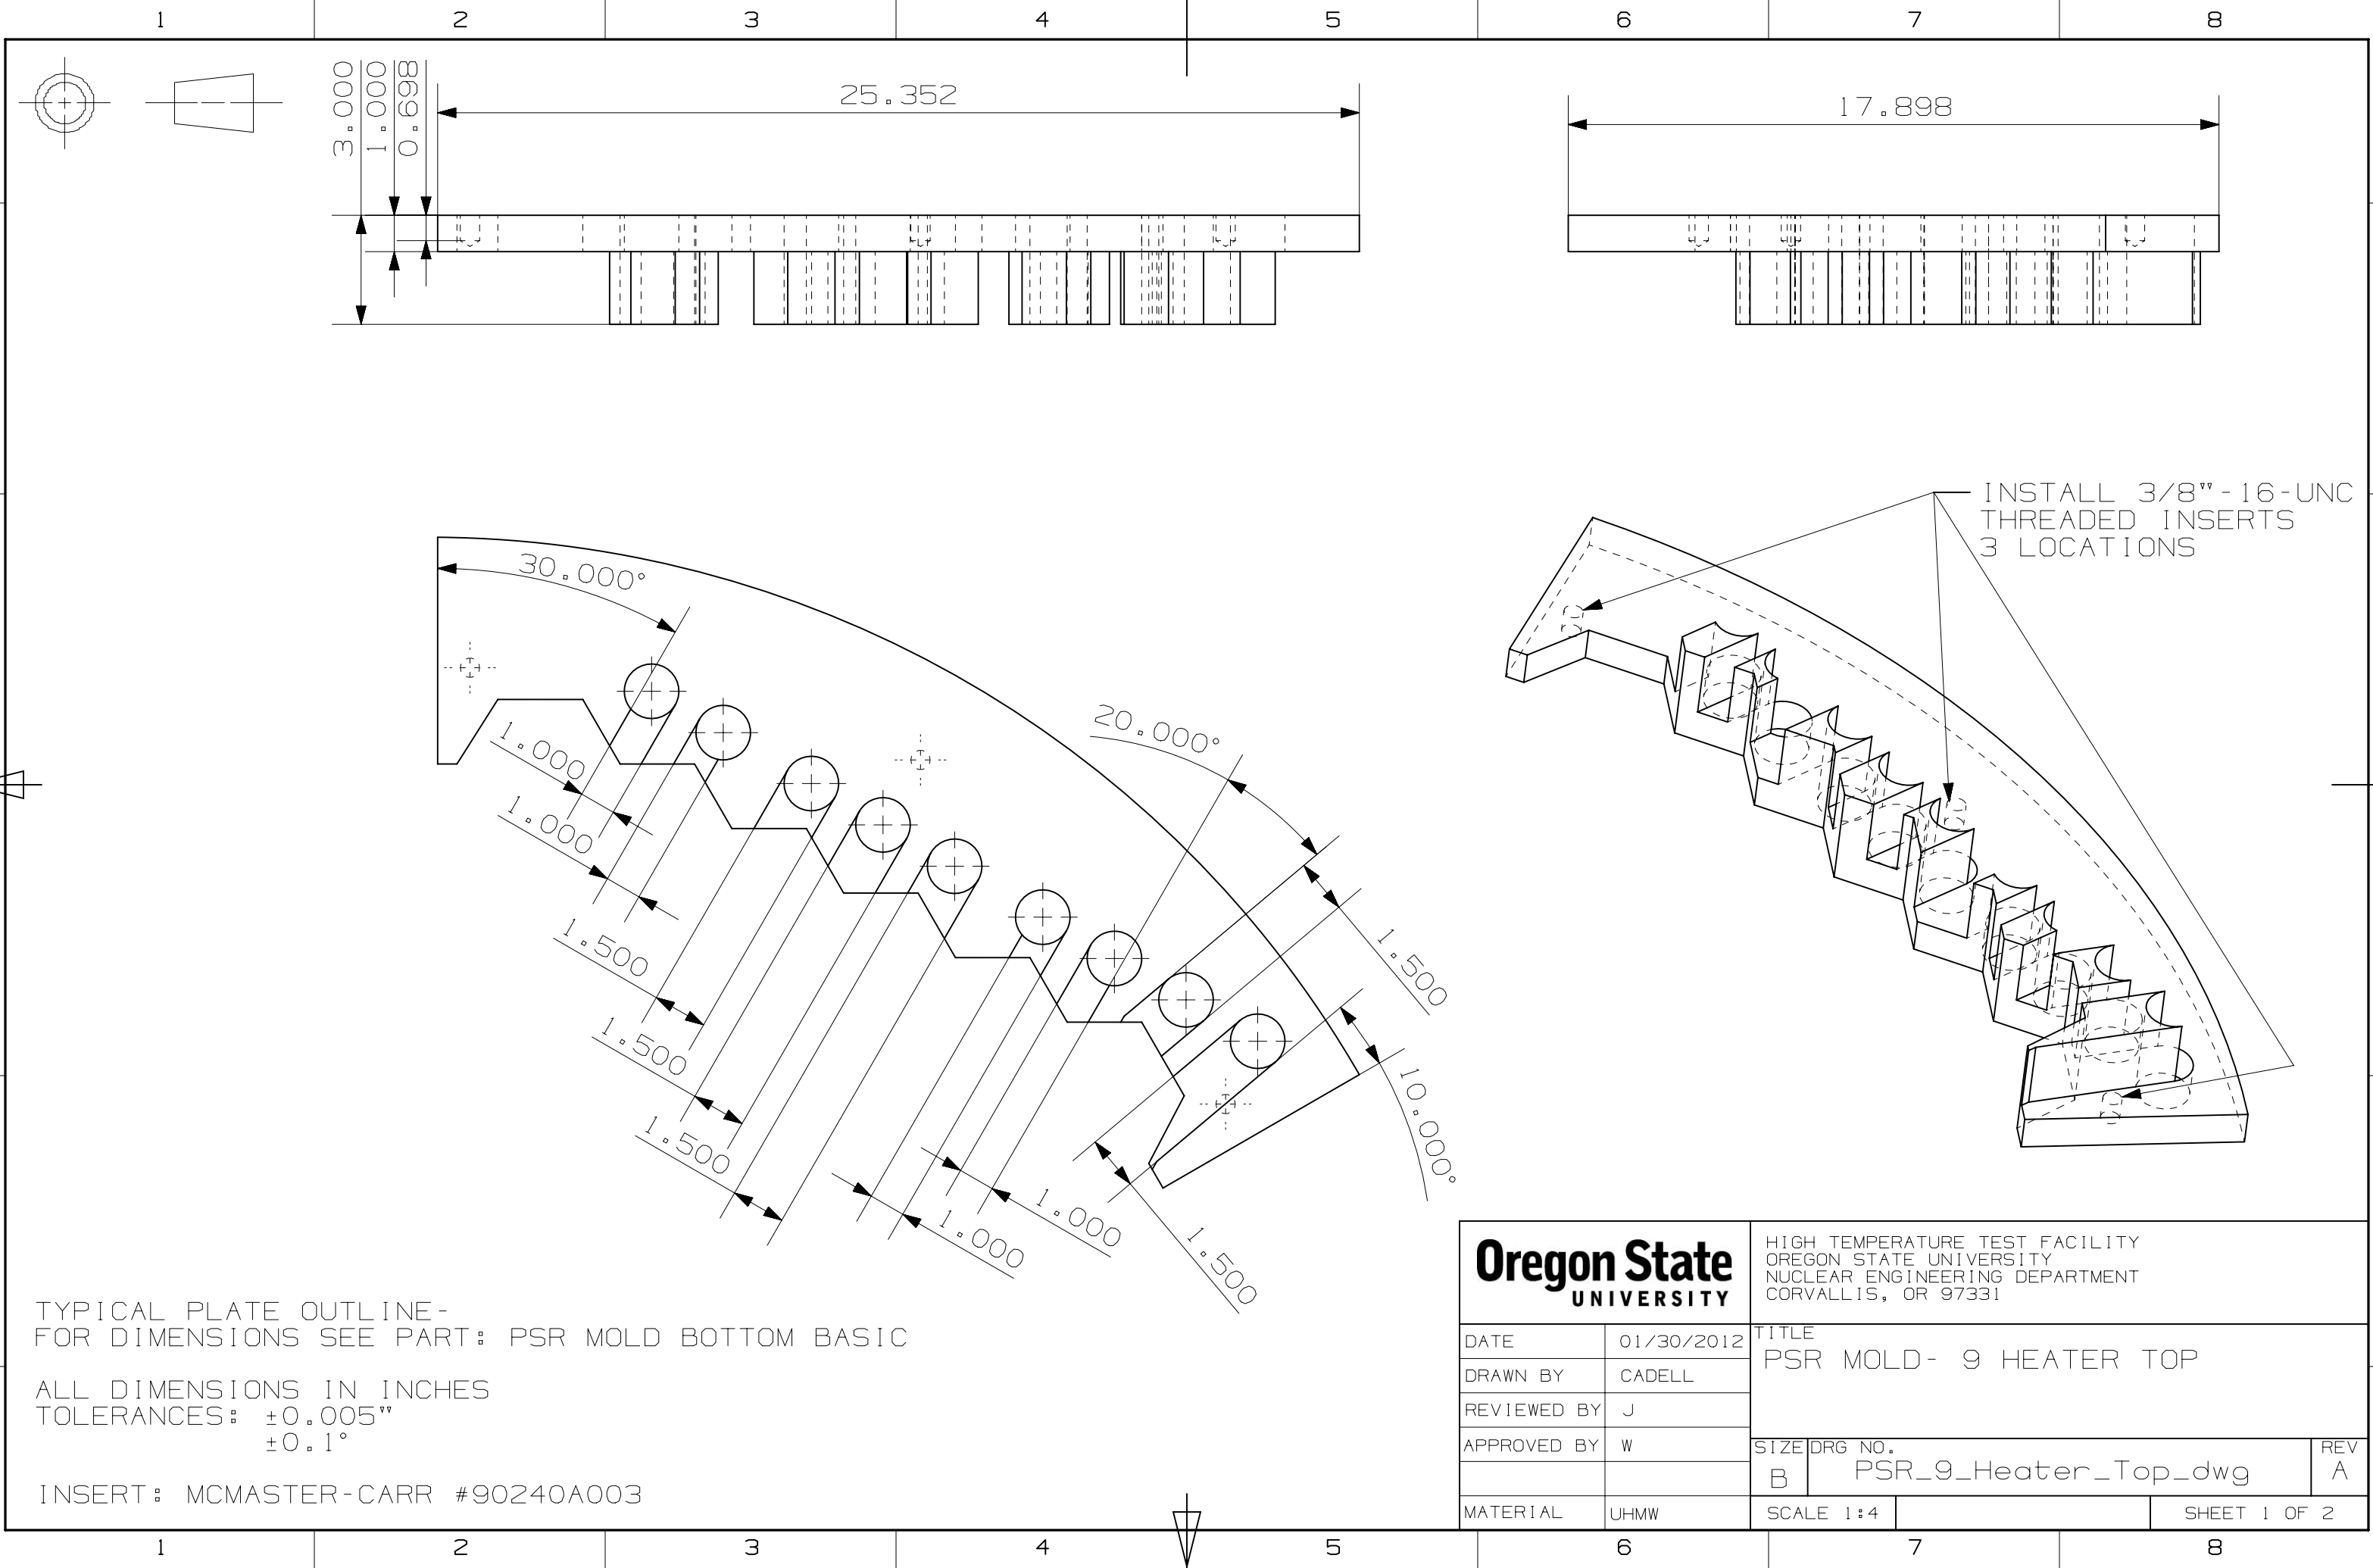 1 2 3 4 5 6 7 8
3.000
1.000
0.698
25.352
17.898
INSTALL 3/8"-16-UNC
THREADED INSERTS
3 LOCATIONS
30.000°
20.000°
1.000
1.000
1.500
1.500
1.500
1.000
1.000
1.500
1.500
10.000°
TYPICAL PLATE OUTLINE-
FOR DIMENSIONS SEE PART: PSR MOLD BOTTOM BASIC
ALL DIMENSIONS IN INCHES
TOLERANCES: ±0.005"
±0.1°
INSERT: MCMASTER-CARR #90240A003
Oregon State
UNIVERSITY
HIGH TEMPERATURE TEST FACILITY
OREGON STATE UNIVERSITY
NUCLEAR ENGINEERING DEPARTMENT
CORVALLIS, OR 97331
DATE 01/30/2012
DRAWN BY CADELL
REVIEWED BY J
APPROVED BY W
MATERIAL UHMW
TITLE
PSR MOLD- 9 HEATER TOP
SIZE B
DRG NO.
PSR_9_Heater_Top_dwg
REV
A
SCALE 1:4
SHEET 1 OF 2
1 2 3 4 5 6 7 8